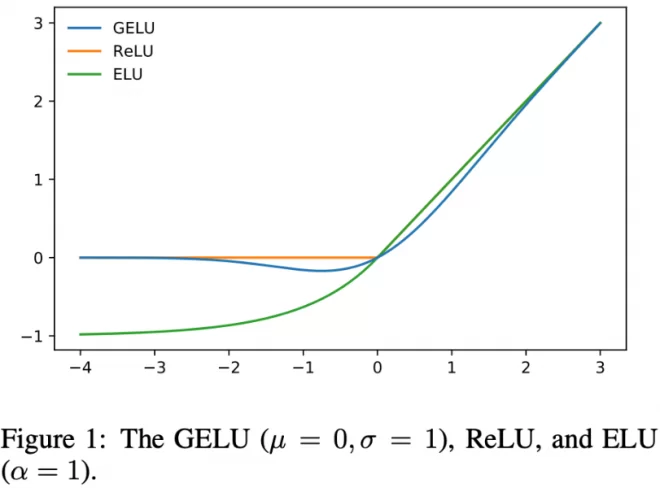 3
GELU
ReLU
ELU
2
1
0
−1
−4 −3 −2 −1 0 1 2 3
Figure 1: The GELU (μ = 0, σ = 1), ReLU, and ELU
(α = 1).